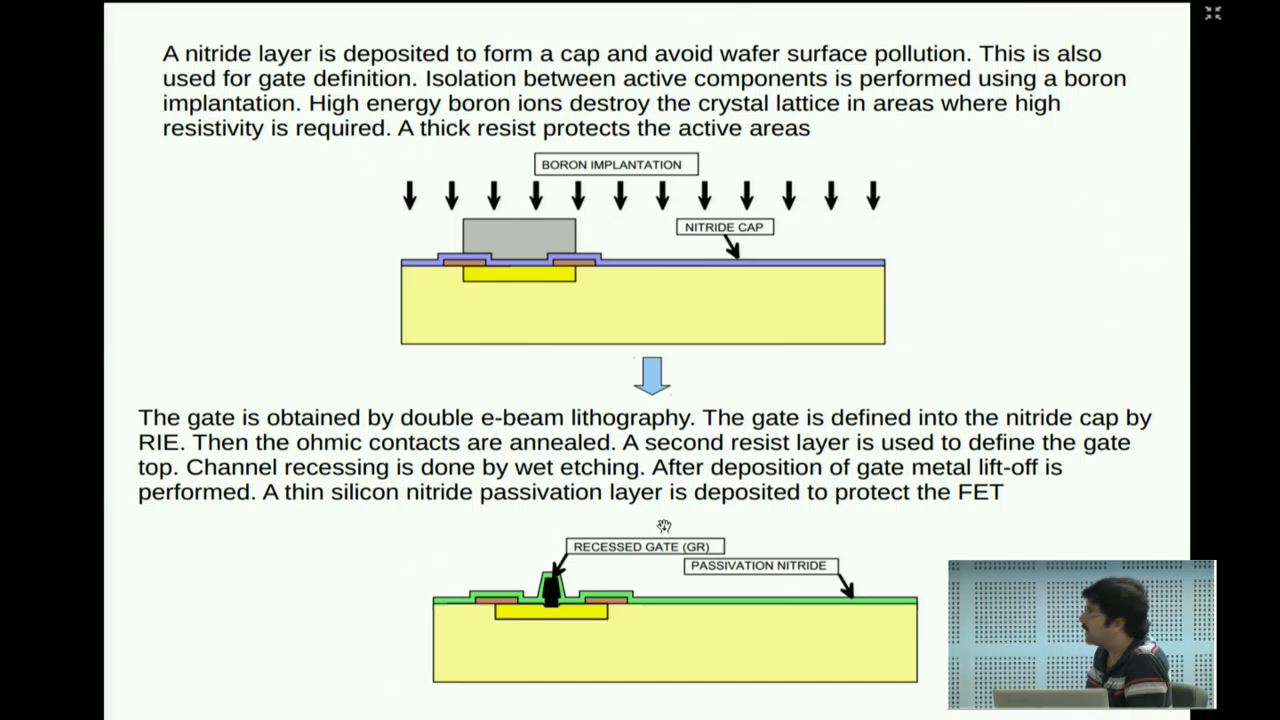 A nitride layer is deposited to form a cap and avoid wafer surface pollution. This is also
used for gate definition. Isolation between active components is performed using a boron
implantation. High energy boron ions destroy the crystal lattice in areas where high
resistivity is required. A thick resist protects the active areas
BORON IMPLANTATION
NITRIDE CAP
The gate is obtained by double e-beam lithography. The gate is defined into the nitride cap by
RIE. Then the ohmic contacts are annealed. A second resist layer is used to define the gate
top. Channel recessing is done by wet etching. After deposition of gate metal lift-off is
performed. A thin silicon nitride passivation layer is deposited to protect the FET
RECESSED GATE (GR)
PASSIVATION NITRIDE